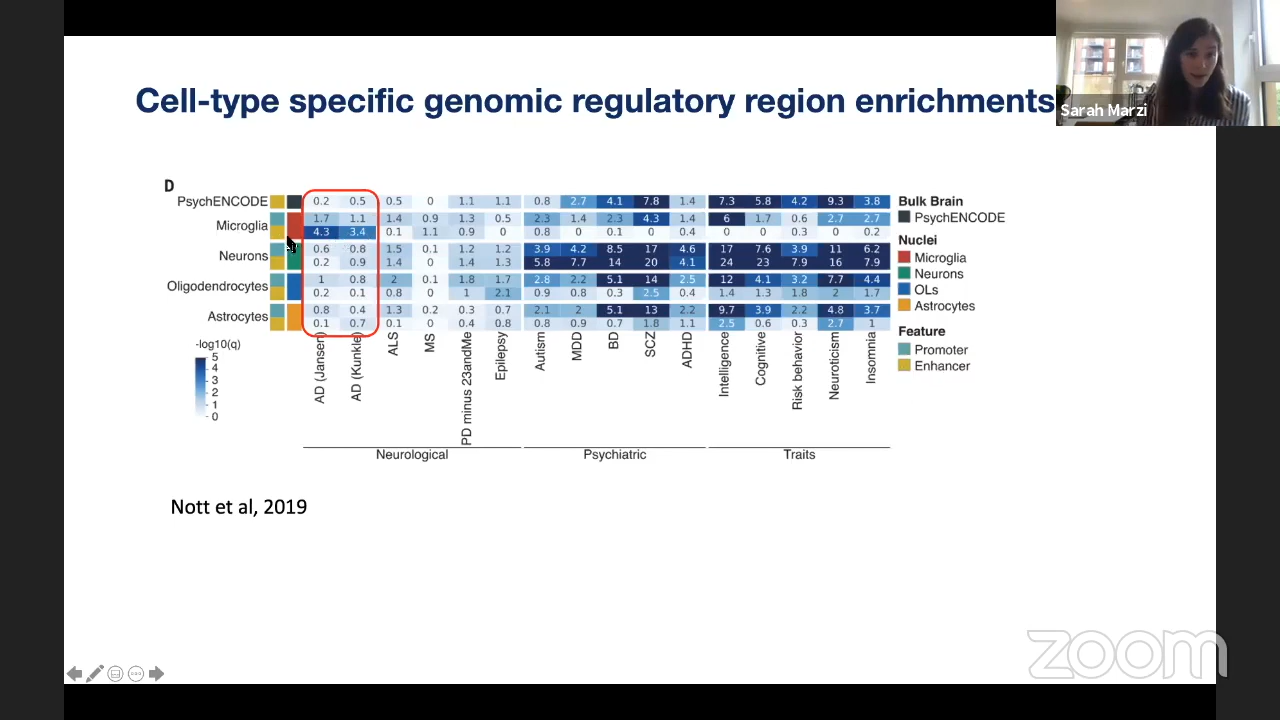 Cell-type specific genomic regulatory region enrichments
Sarah Marzi
D
PsychENCODE 0.2 0.5 0.5 0 1.1 1.1 0.8 2.7 4.1 7.8 1.4 7.3 5.8 4.2 9.3 3.8
Microglia
1.7 1.1 1.4 0.9 1.3 0.5 2.3 1.4 2.3 4.3 1.4 6 1.7 0.6 2.7 2.7
4.3 3.4 0.1 1.1 0.9 0 0.8 0 0.1 0 0.4 0 0 0.3 0 0.2
Neurons
0.6 0.8 1.5 0.1 1.2 1.2 3.9 4.2 8.5 17 4.6 17 7.6 3.9 11 6.2
0.2 0.9 1.4 0 1.4 1.3 5.8 7.7 14 20 4.1 24 23 7.9 16 7.9
Oligodendrocytes
1 0.8 2 0.1 1.8 1.7 2.8 2.2 5.1 14 2.5 12 4.1 3.2 7.7 4.4
0.2 0.1 0.8 0 1 2.1 0.9 0.8 0.3 2.5 0.4 1.4 1.3 1.8 2 1.7
Astrocytes
0.8 0.4 1.3 0.2 0.3 0.7 2.1 2 5.1 13 2.2 9.7 3.9 2.2 4.8 3.7
0.1 0.7 0.1 0 0.4 0.8 0.8 0.9 0.7 1.8 1.1 2.5 0.6 0.3 2.7 1
AD (Jansen)
AD (Kunkle)
ALS
MS
PD minus 23andMe
Epilepsy
Autism
MDD
BD
SCZ
ADHD
Intelligence
Cognitive
Risk behavior
Neuroticism
Insomnia
Neurological
Psychiatric
Traits
-log10(q)
5
4
3
2
1
0
Bulk Brain
PsychENCODE
Nuclei
Microglia
Neurons
OLs
Astrocytes
Feature
Promoter
Enhancer
Nott et al, 2019
zoom